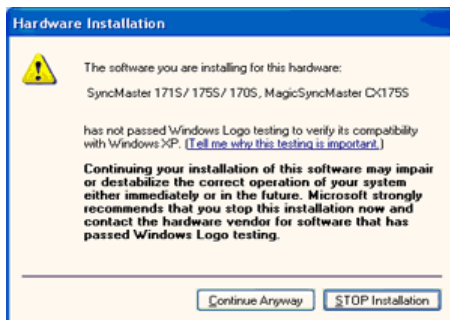 Hardware Installation
The software you are installing for this hardware:
SyncMaster 171S/ 175S/ 170S, MagicSyncMaster CX175S
has not passed Windows Logo testing to verify its compatibility
with Windows XP. (Tell me why this testing is important.)
Continuing your installation of this software may impair
or destabilize the correct operation of your system
either immediately or in the future. Microsoft strongly
recommends that you stop this installation now and
contact the hardware vendor for software that has
passed Windows Logo testing.
Continue Anyway STOP Installation